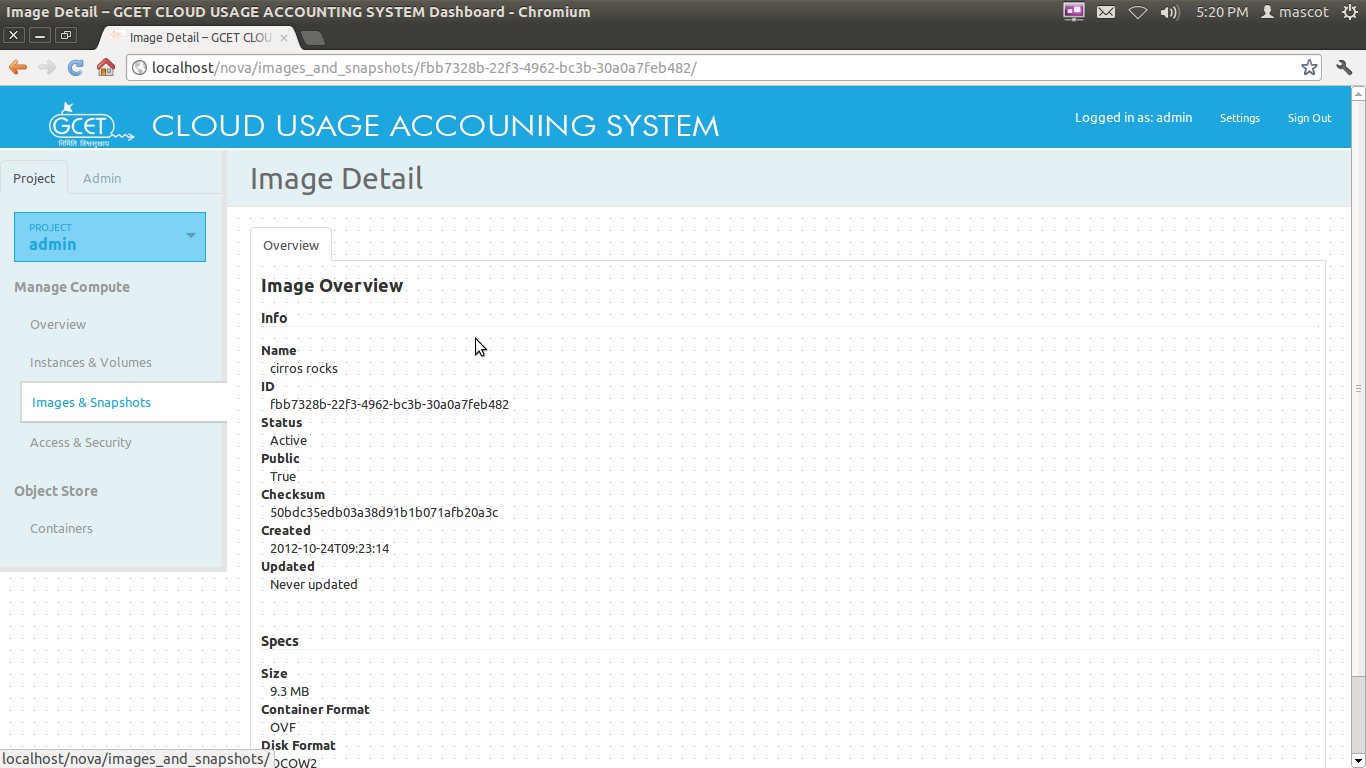 Image Detail – GCET CLOUD USAGE ACCOUNTING SYSTEM Dashboard - Chromium
5:20 PM
mascot
Image Detail – GCET CLOU
localhost/nova/images_and_snapshots/fbb7328b-22f3-4962-bc3b-30a0a7feb482/
GCET
निर्मिति विश्वसुखाय
CLOUD USAGE ACCOUNING SYSTEM
Logged in as: admin
Settings
Sign Out
Project
Admin
Image Detail
PROJECT
admin
Manage Compute
Overview
Instances & Volumes
Images & Snapshots
Access & Security
Object Store
Containers
Overview
Image Overview
Info
Name
cirros rocks
ID
fbb7328b-22f3-4962-bc3b-30a0a7feb482
Status
Active
Public
True
Checksum
50bdc35edb03a38d91b1b071afb20a3c
Created
2012-10-24T09:23:14
Updated
Never updated
Specs
Size
9.3 MB
Container Format
OVF
Disk Format
QCOW2
localhost/nova/images_and_snapshots/